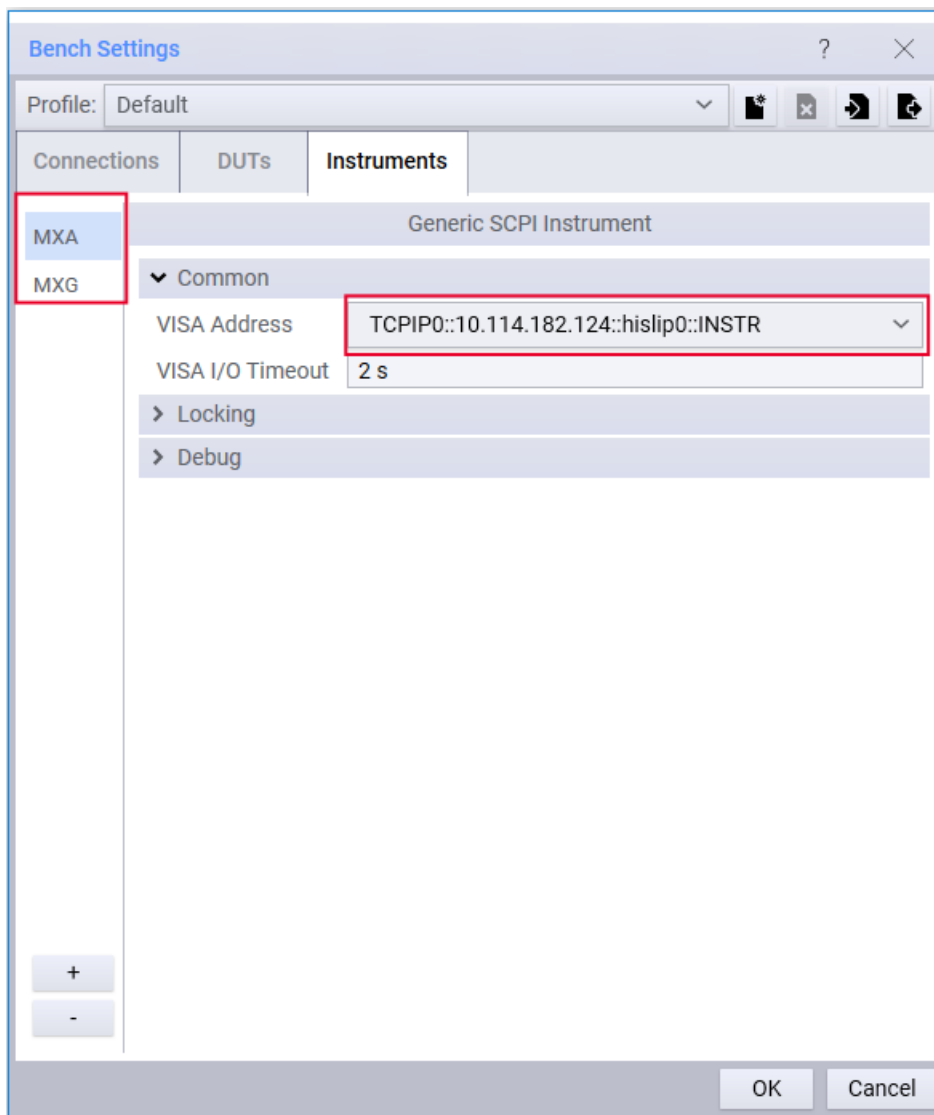 Bench Settings ?
Profile: Default
Connections DUTs Instruments
MXA
MXG
Generic SCPI Instrument
Common
VISA Address TCPIP0::10.114.182.124::hislip0::INSTR
VISA I/O Timeout 2 s
Locking
Debug
+
-
OK Cancel